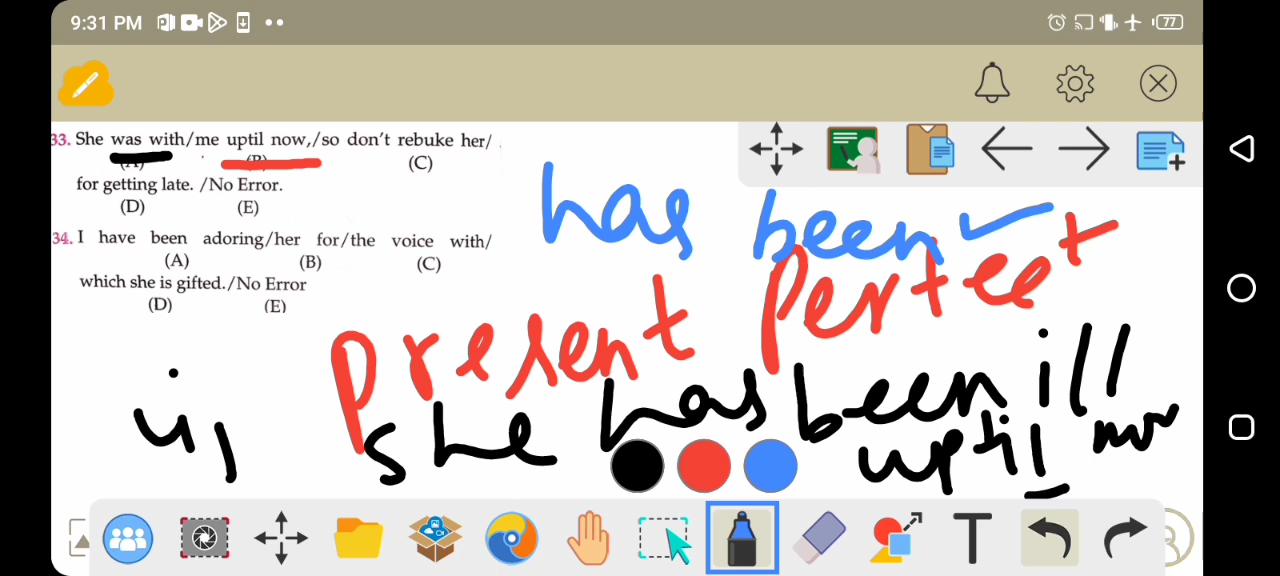 9:31 PM
77
33. She was with/me uptil now,/so don't rebuke her/
(A) (B) (C)
for getting late. /No Error.
(D) (E)
34. I have been adoring/her for/the voice with/
(A) (B) (C)
which she is gifted./No Error
(D) (E)
has been
Present Perfect
she has been ill
uptil now
T